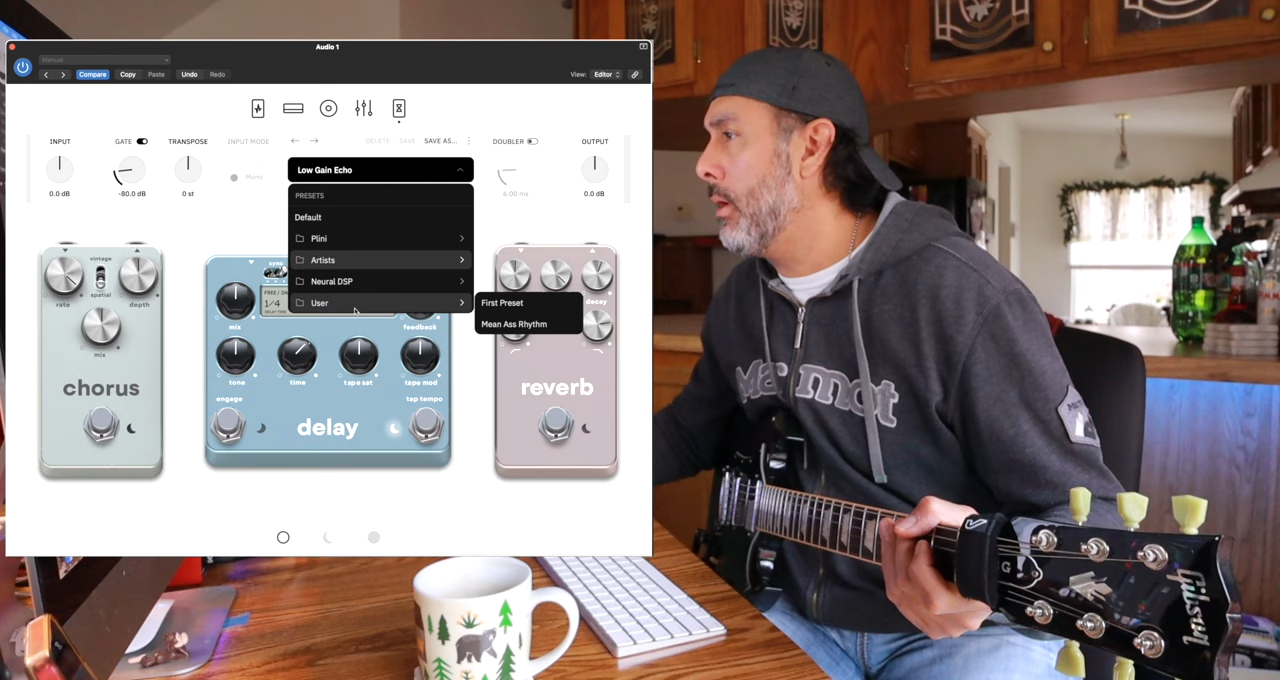 Audio 1
Manual
Compare Copy Paste Undo Redo View: Editor
INPUT GATE TRANSPOSE INPUT MODE DELETE SAVE SAVE AS... DOUBLER OUTPUT
Mono
0.0 dB -80.0 dB 0 st 6.00 ms 0.0 dB
Low Gain Echo
PRESETS
Default
Plini
Artists
Neural DSP
User
First Preset
Mean Ass Rhythm
vintage
spatial
rate depth
mix
chorus
sync
FREE / DA
1/4
DELAY TIME
mix feedback
tone time tape sat tape mod
engage tap tempo
delay
decay
reverb
Marmot
G
Gibson